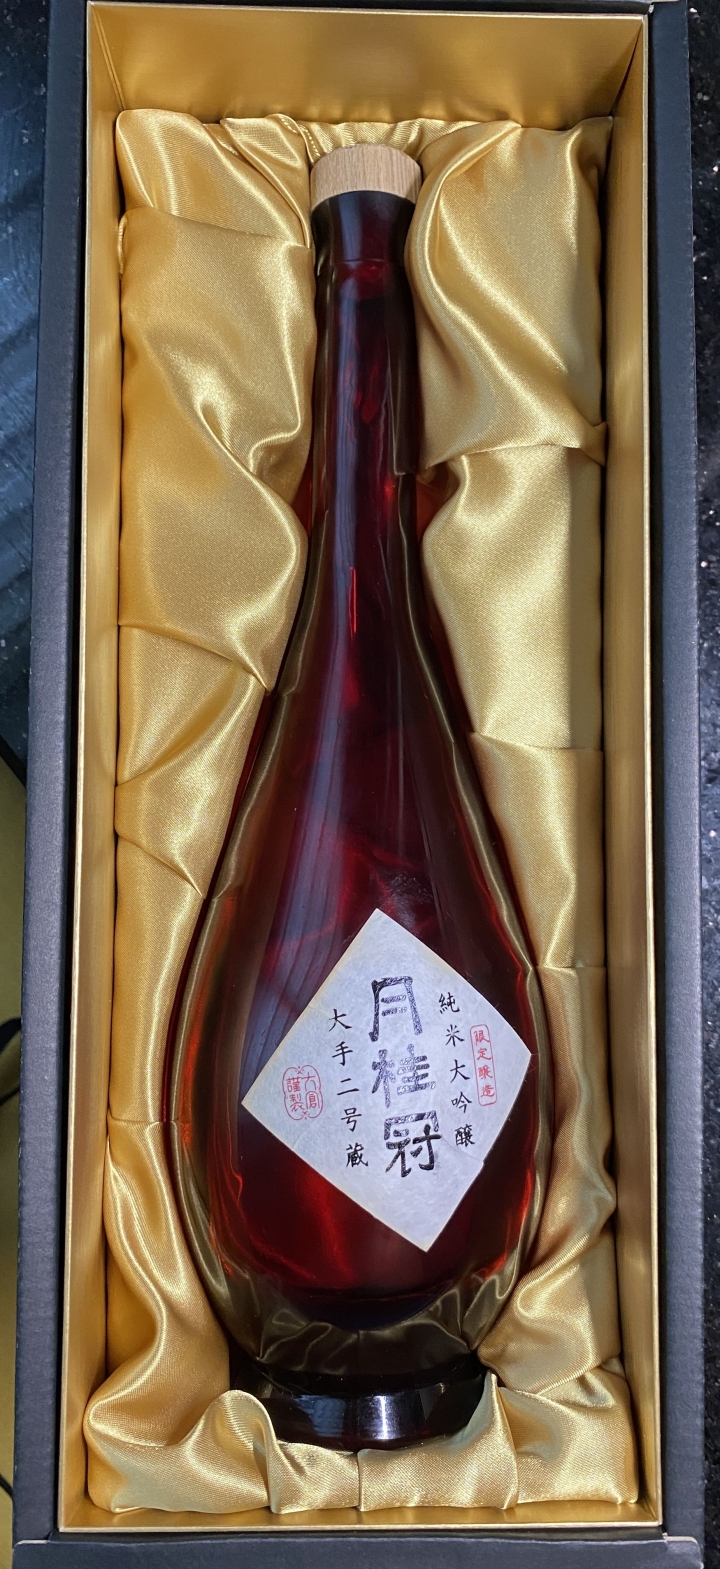 限定醸造
純米大吟醸
月桂冠
大手二号蔵
大倉
謹製